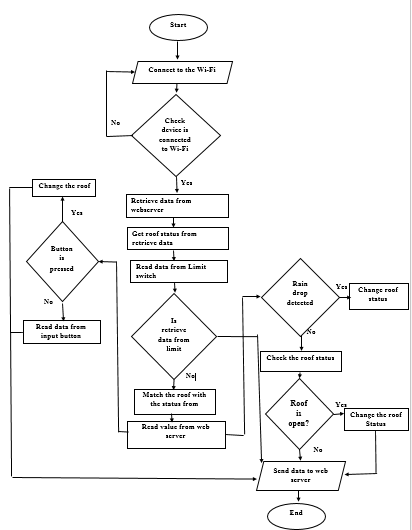 Start
Connect to the Wi-Fi
No
Check
device is
connected
to Wi-Fi
Yes
Retrieve data from
webserver
Get roof status from
retrieve data
Read data from Limit
switch
Is
retrieve
data from
limit
No
Match the roof with
the status from
Read value from web
server
Change the roof
Yes
Button
is
pressed
No
Read data from
input button
Rain
drop
detected
Yes
Change roof
status
No
Check the roof status
Roof
is
open?
Yes
Change the roof
Status
No
Send data to web
server
End